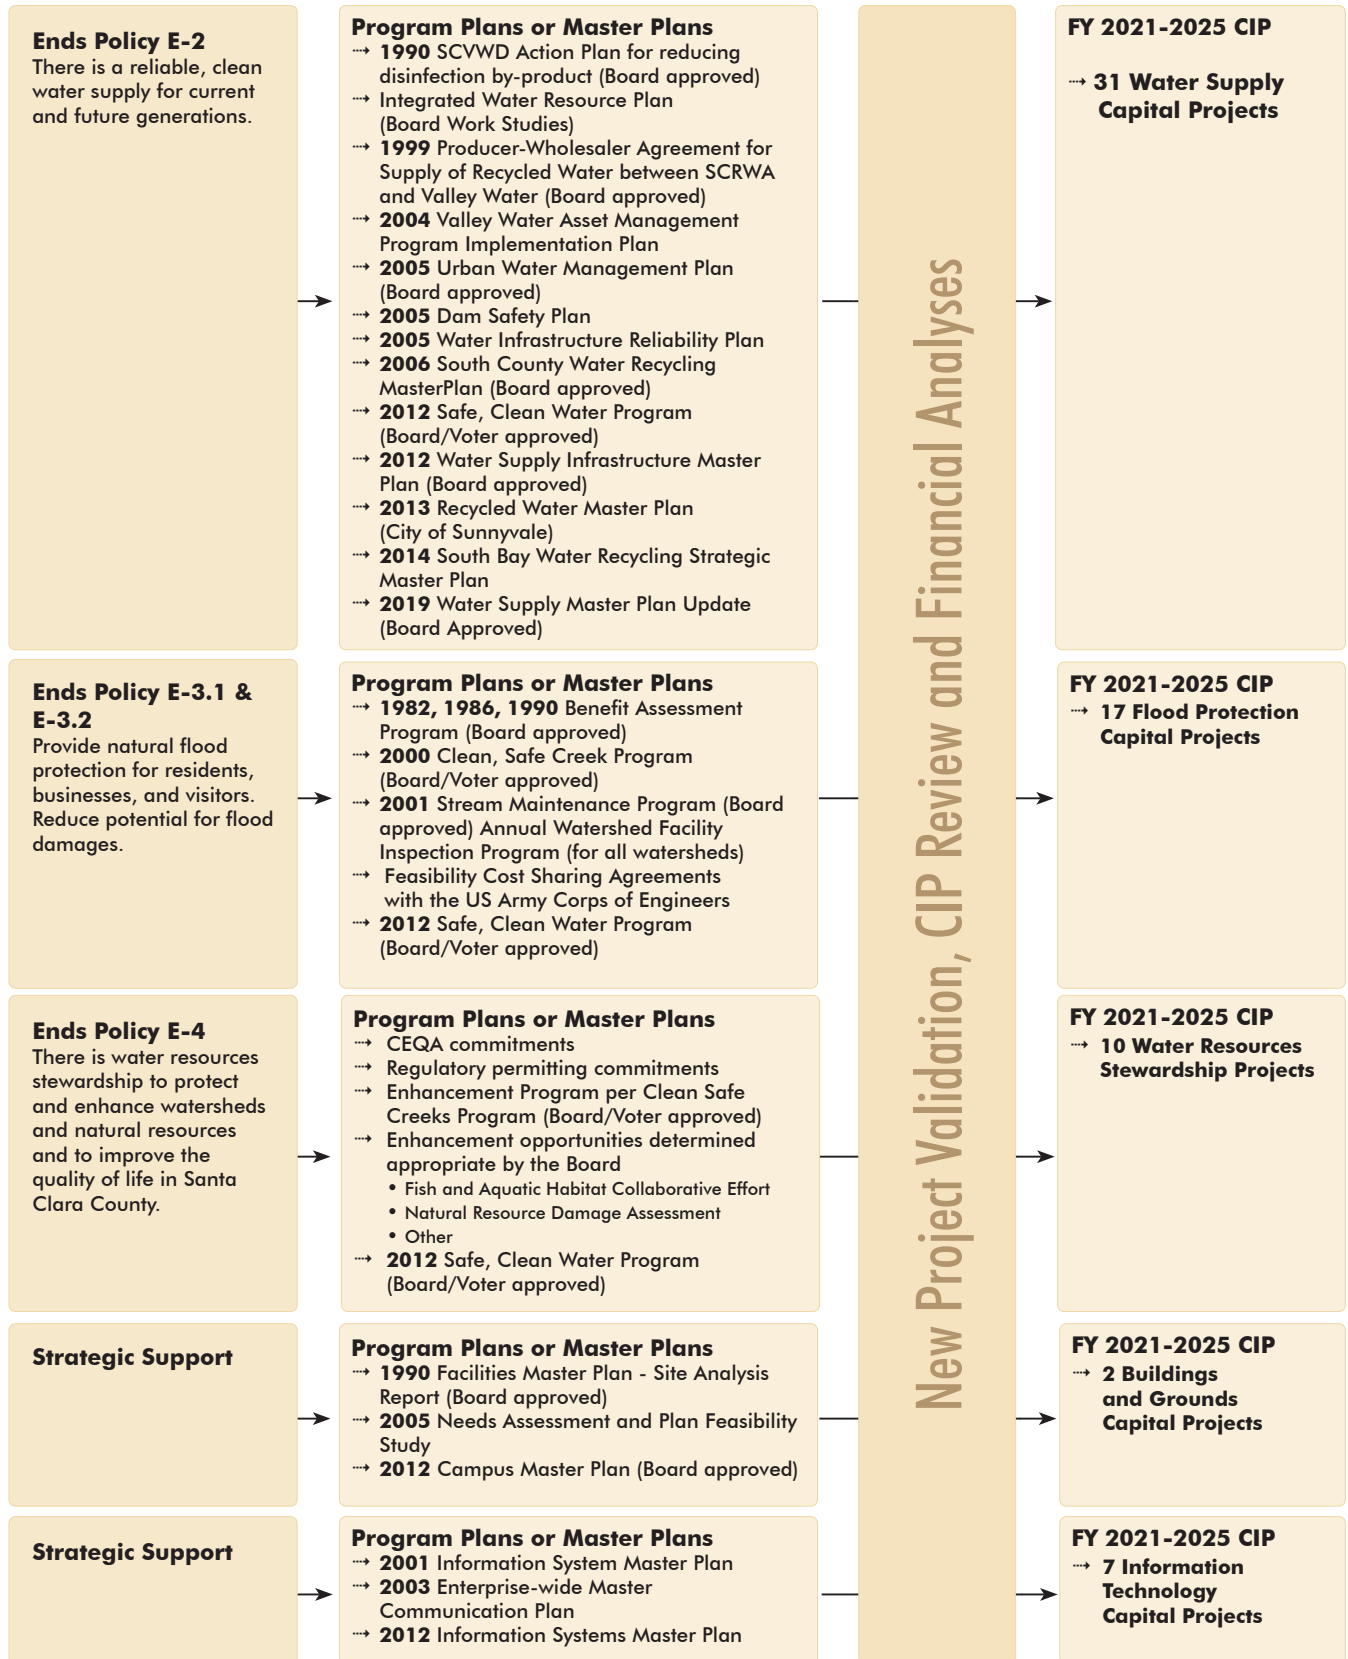 Ends Policy E-2
There is a reliable, clean
water supply for current
and future generations.
Program Plans or Master Plans
1990 SCVWD Action Plan for reducing
disinfection by-product (Board approved)
Integrated Water Resource Plan
(Board Work Studies)
1999 Producer-Wholesaler Agreement for
Supply of Recycled Water between SCRWA
and Valley Water (Board approved)
2004 Valley Water Asset Management
Program Implementation Plan
2005 Urban Water Management Plan
(Board approved)
2005 Dam Safety Plan
2005 Water Infrastructure Reliability Plan
2006 South County Water Recycling
MasterPlan (Board approved)
2012 Safe, Clean Water Program
(Board/Voter approved)
2012 Water Supply Infrastructure Master
Plan (Board approved)
2013 Recycled Water Master Plan
(City of Sunnyvale)
2014 South Bay Water Recycling Strategic
Master Plan
2019 Water Supply Master Plan Update
(Board Approved)
New Project Validation, CIP Review and Financial Analyses
FY 2021-2025 CIP
31 Water Supply
Capital Projects
Ends Policy E-3.1 &
E-3.2
Provide natural flood
protection for residents,
businesses, and visitors.
Reduce potential for flood
damages.
Program Plans or Master Plans
1982, 1986, 1990 Benefit Assessment
Program (Board approved)
2000 Clean, Safe Creek Program
(Board/Voter approved)
2001 Stream Maintenance Program (Board
approved) Annual Watershed Facility
Inspection Program (for all watersheds)
Feasibility Cost Sharing Agreements
with the US Army Corps of Engineers
2012 Safe, Clean Water Program
(Board/Voter approved)
FY 2021-2025 CIP
17 Flood Protection
Capital Projects
Ends Policy E-4
There is water resources
stewardship to protect
and enhance watersheds
and natural resources
and to improve the
quality of life in Santa
Clara County.
Program Plans or Master Plans
CEQA commitments
Regulatory permitting commitments
Enhancement Program per Clean Safe
Creeks Program (Board/Voter approved)
Enhancement opportunities determined
appropriate by the Board
• Fish and Aquatic Habitat Collaborative Effort
• Natural Resource Damage Assessment
• Other
2012 Safe, Clean Water Program
(Board/Voter approved)
FY 2021-2025 CIP
10 Water Resources
Stewardship Projects
Strategic Support
Program Plans or Master Plans
1990 Facilities Master Plan - Site Analysis
Report (Board approved)
2005 Needs Assessment and Plan Feasibility
Study
2012 Campus Master Plan (Board approved)
FY 2021-2025 CIP
2 Buildings
and Grounds
Capital Projects
Strategic Support
Program Plans or Master Plans
2001 Information System Master Plan
2003 Enterprise-wide Master
Communication Plan
2012 Information Systems Master Plan
FY 2021-2025 CIP
7 Information
Technology
Capital Projects